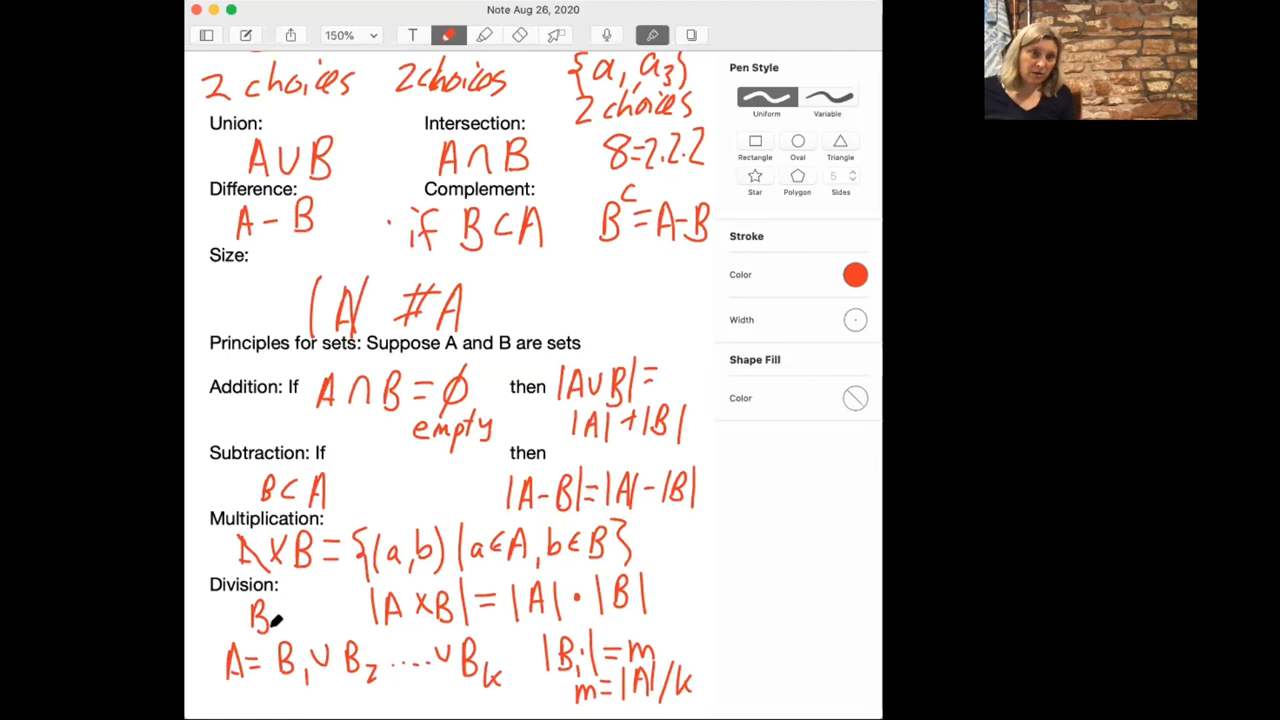 Note Aug 26, 2020
150%
T
Pen Style
Uniform Variable
Rectangle Oval Triangle
5
Star Polygon Sides
Stroke
Color
Width
Shape Fill
Color
2 choices 2 choices {a, a₃}
2 choices
Union: Intersection:
A∪B A∩B 8=2.2.2
Difference: Complement:
A-B · if B⊂A Bᶜ=A-B
Size:
|A| #A
Principles for sets: Suppose A and B are sets
Addition: If A∩B=∅ then |A∪B|=
empty |A|+|B|
Subtraction: If then
B⊂A |A-B|=|A|-|B|
Multiplication:
A×B={(a,b)|a∈A, b∈B}
Division:
B |A×B|=|A|·|B|
A=B₁∪B₂....∪Bₖ |Bᵢ|=m
m=|A|/k